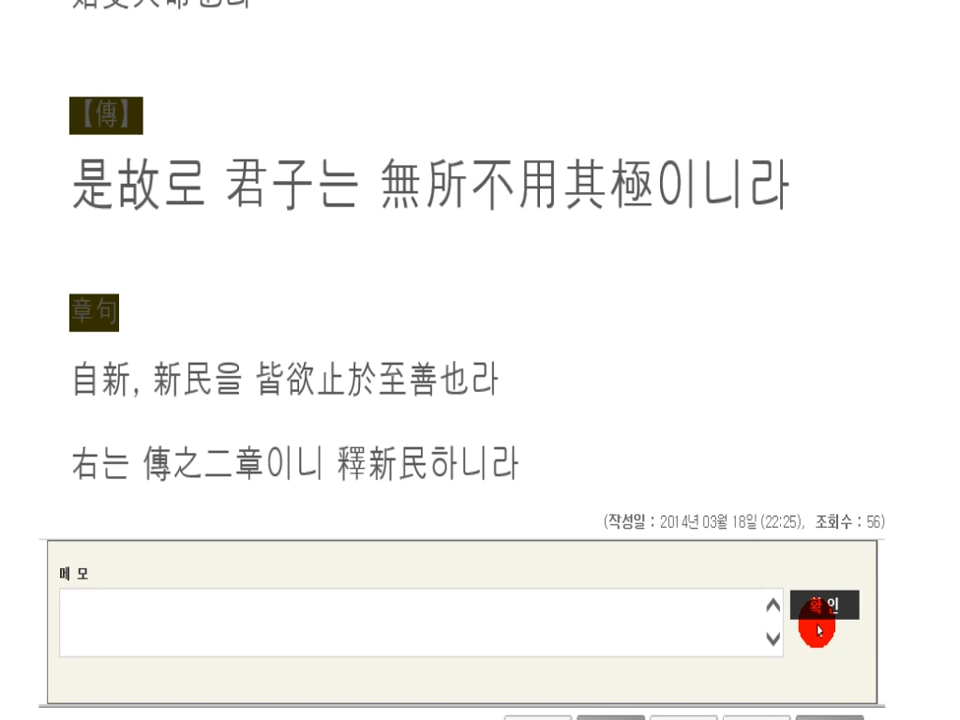 【傳】
是故로 君子는 無所不用其極이니라
章句
自新, 新民을 皆欲止於至善也라
右는 傳之二章이니 釋新民하니라
(작성일 : 2014년 03월 18일 (22:25), 조회수 : 56)
메 모
확 인